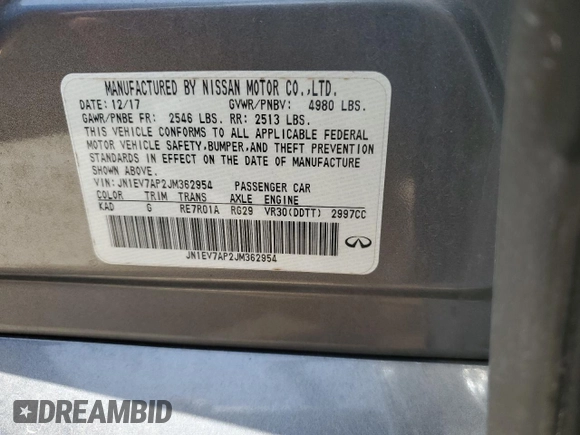 MANUFACTURED BY NISSAN MOTOR CO.,LTD.
DATE: 12/17 GVWR/PNBV: 4980 LBS.
GAWR/PNBE FR: 2546 LBS. RR: 2513 LBS.
THIS VEHICLE CONFORMS TO ALL APPLICABLE FEDERAL
MOTOR VEHICLE SAFETY,BUMPER,AND THEFT PREVENTION
STANDARDS IN EFFECT ON THE DATE OF MANUFACTURE
SHOWN ABOVE.
VIN: JN1EV7AP2JM362954 PASSENGER CAR
COLOR TRIM TRANS AXLE ENGINE
KAD G RE7R01A RG29 VR30(DDTT) 2997CC
JN1EV7AP2JM362954
DREAMBID